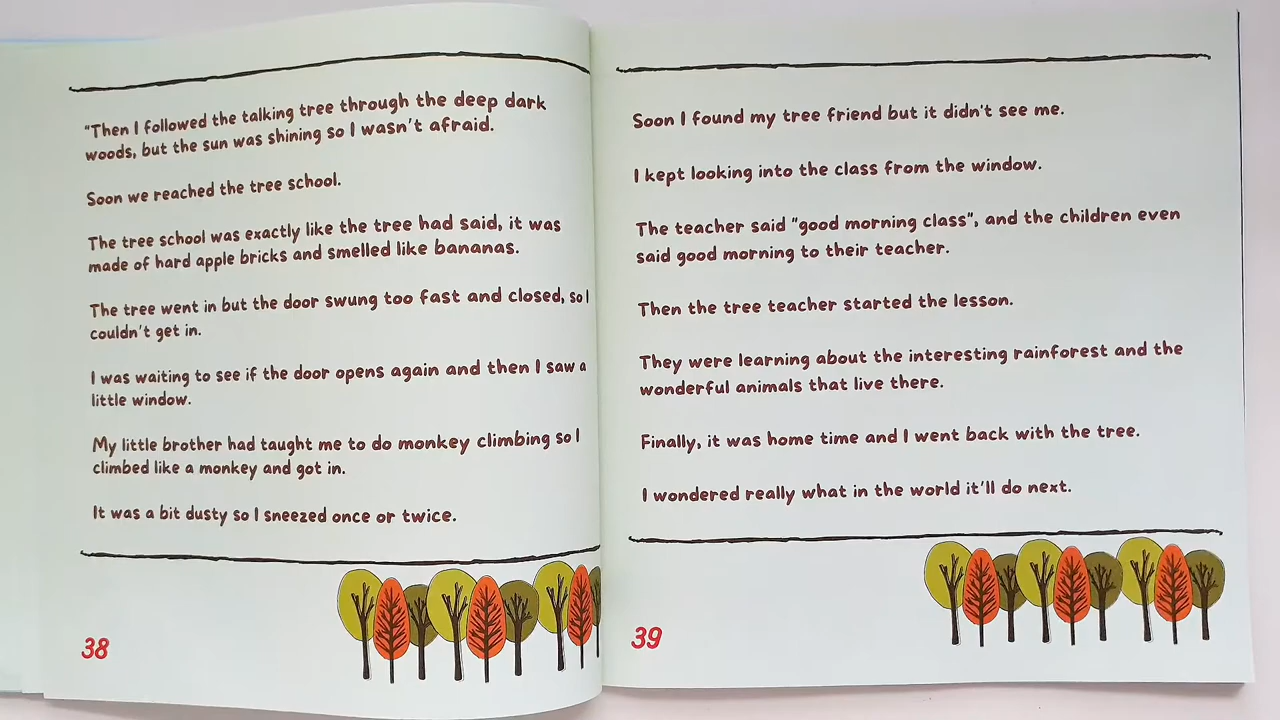 "Then I followed the talking tree through the deep dark
woods, but the sun was shining so I wasn't afraid.
Soon we reached the tree school.
The tree school was exactly like the tree had said, it was
made of hard apple bricks and smelled like bananas.
The tree went in but the door swung too fast and closed, so I
couldn't get in.
I was waiting to see if the door opens again and then I saw a
little window.
My little brother had taught me to do monkey climbing so I
climbed like a monkey and got in.
It was a bit dusty so I sneezed once or twice.
38
Soon I found my tree friend but it didn't see me.
I kept looking into the class from the window.
The teacher said "good morning class", and the children even
said good morning to their teacher.
Then the tree teacher started the lesson.
They were learning about the interesting rainforest and the
wonderful animals that live there.
Finally, it was home time and I went back with the tree.
I wondered really what in the world it'll do next.
39